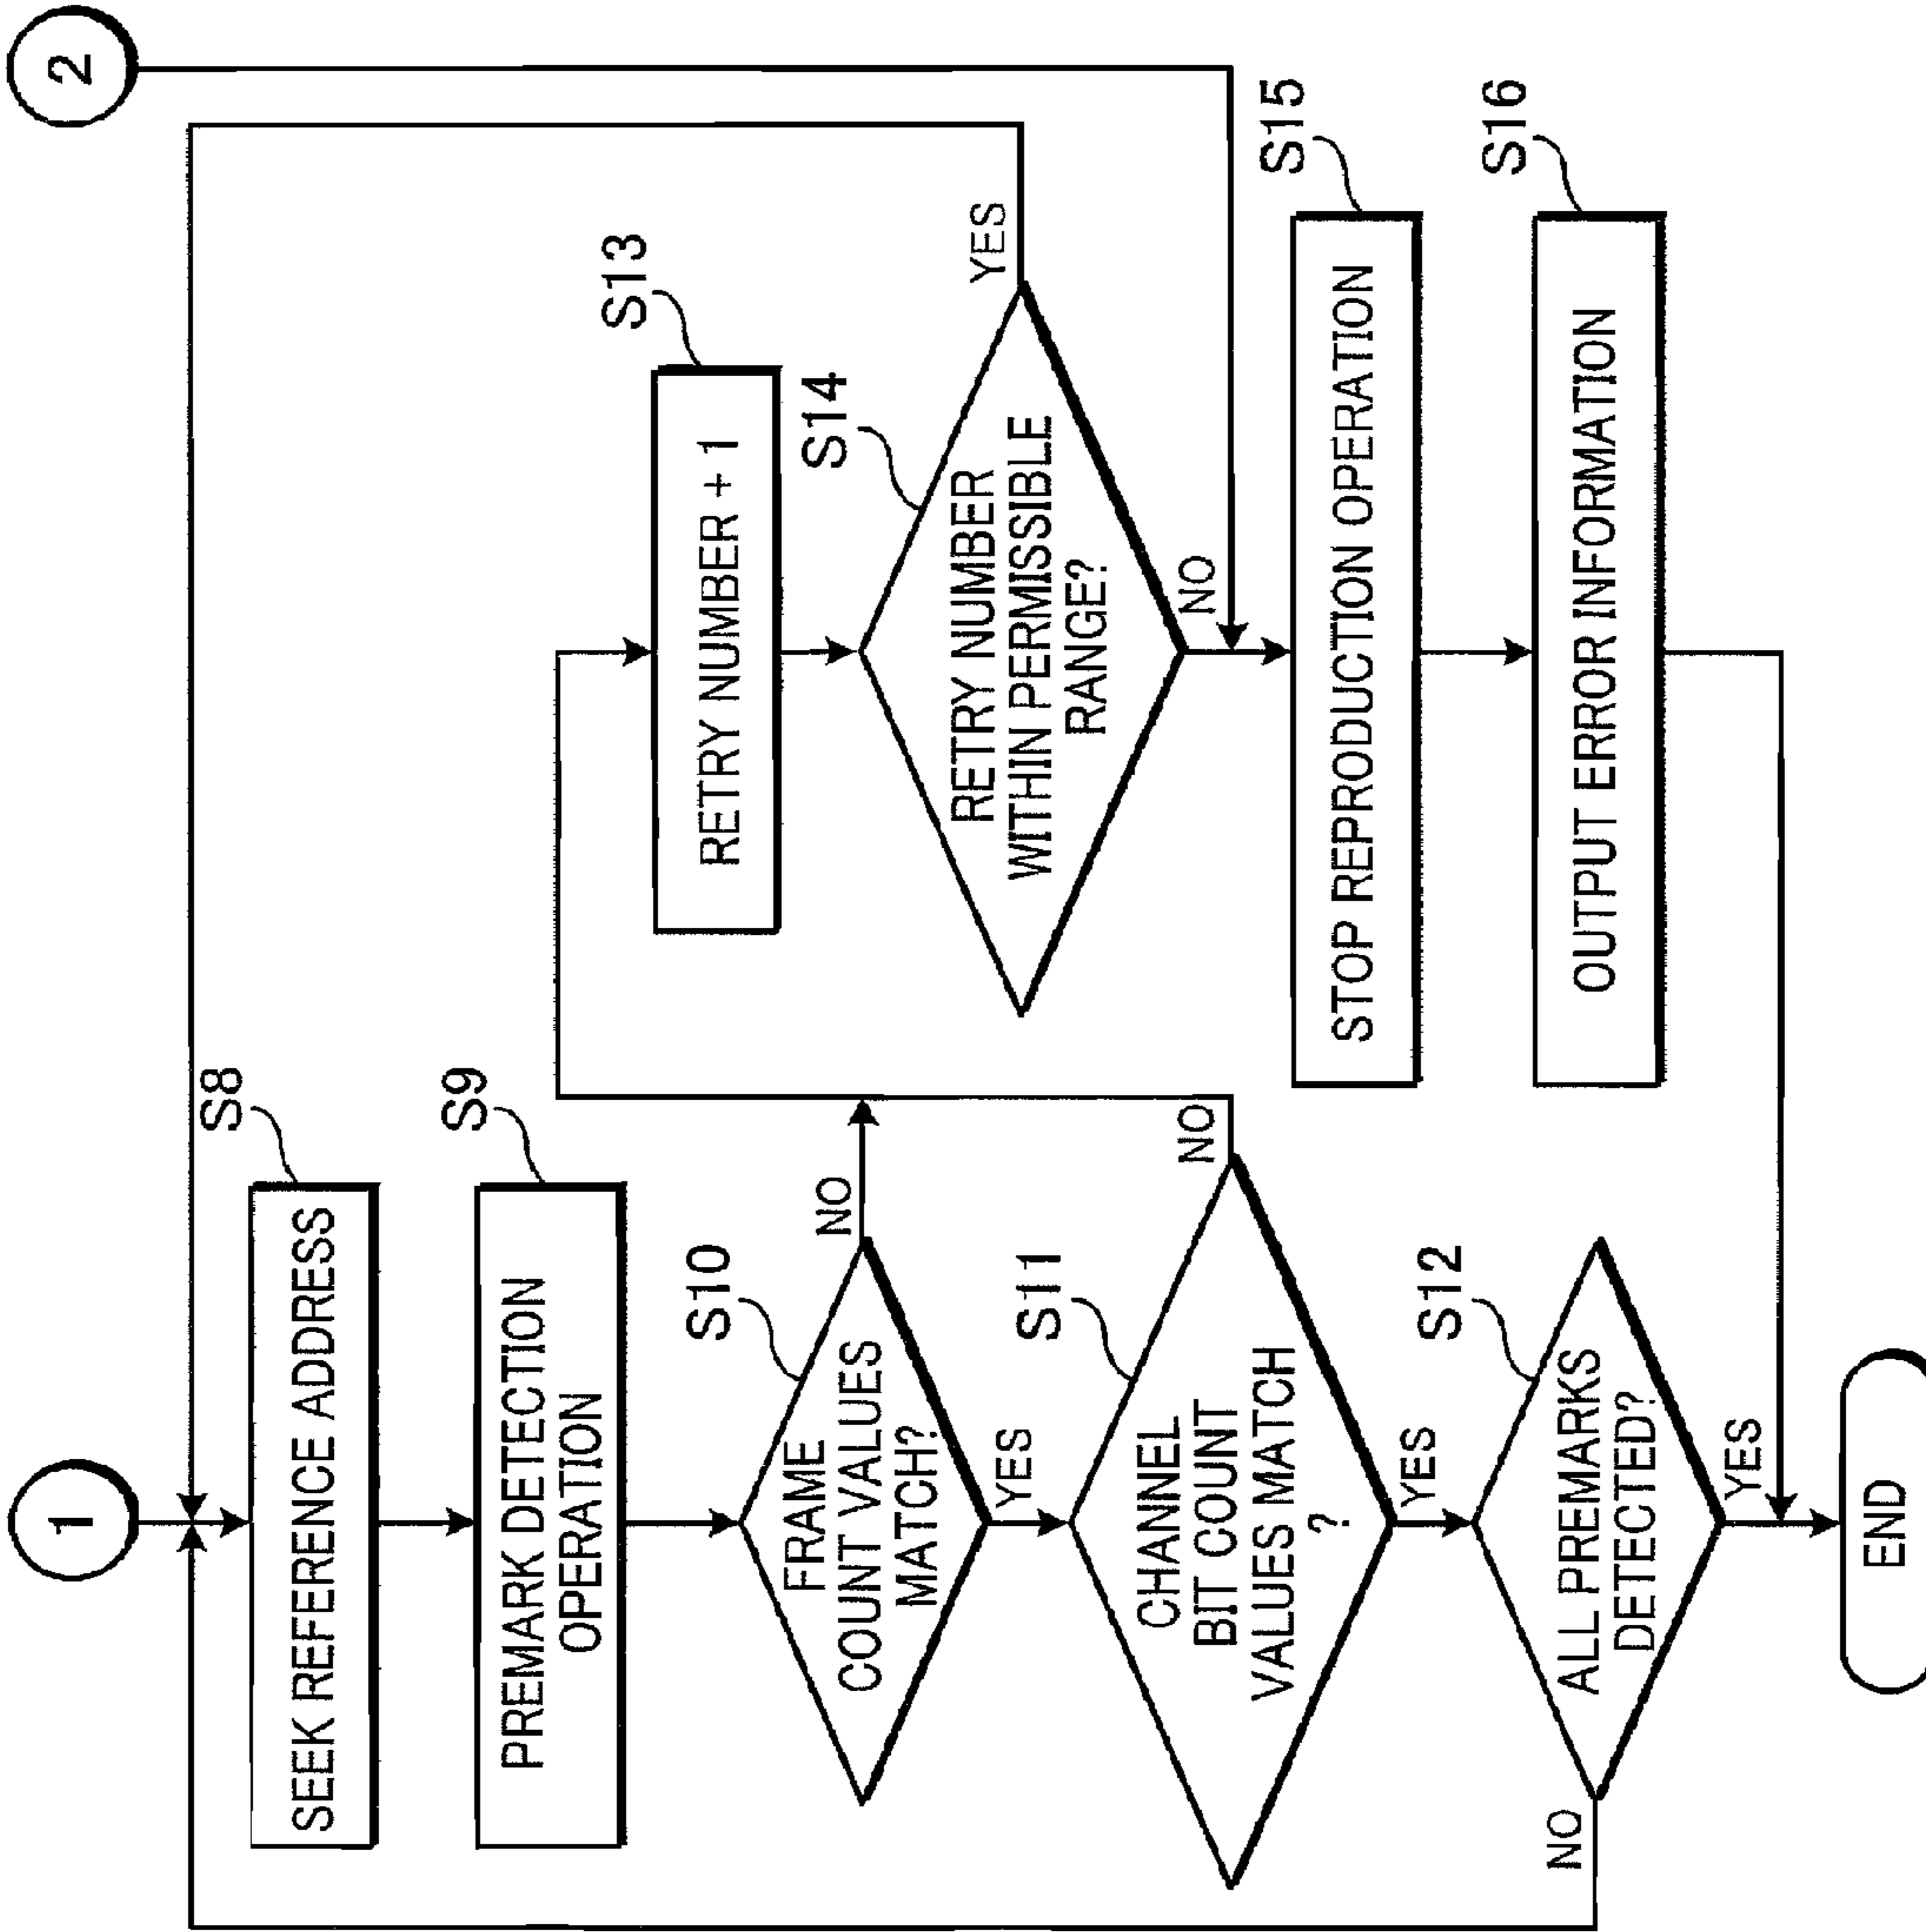 1
S8
SEEK REFERENCE ADDRESS
S9
PREMARK DETECTION
OPERATION
S10
FRAME
COUNT VALUES
MATCH?
NO
YES
S11
CHANNEL
BIT COUNT
VALUES MATCH
?
NO
YES
S12
ALL PREMARKS
DETECTED?
NO
YES
END
2
S13
RETRY NUMBER + 1
S14
RETRY NUMBER
WITHIN PERMISSIBLE
RANGE?
YES
NO
S15
STOP REPRODUCTION OPERATION
S16
OUTPUT ERROR INFORMATION